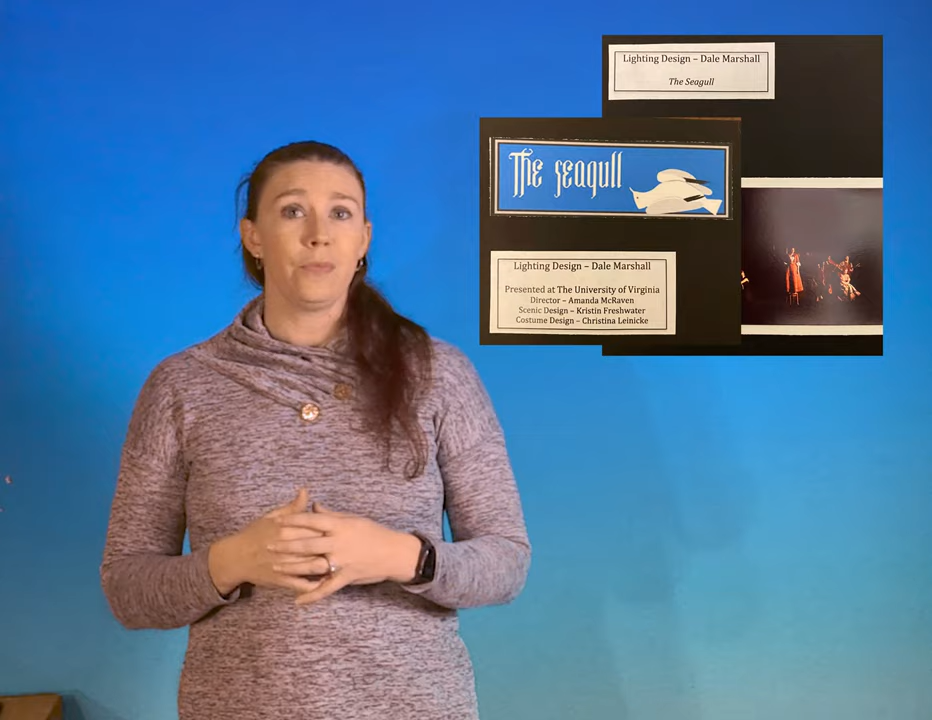 Lighting Design – Dale Marshall
The Seagull
The Seagull
Lighting Design – Dale Marshall
Presented at The University of Virginia
Director – Amanda McRaven
Scenic Design – Kristin Freshwater
Costume Design – Christina Leinicke